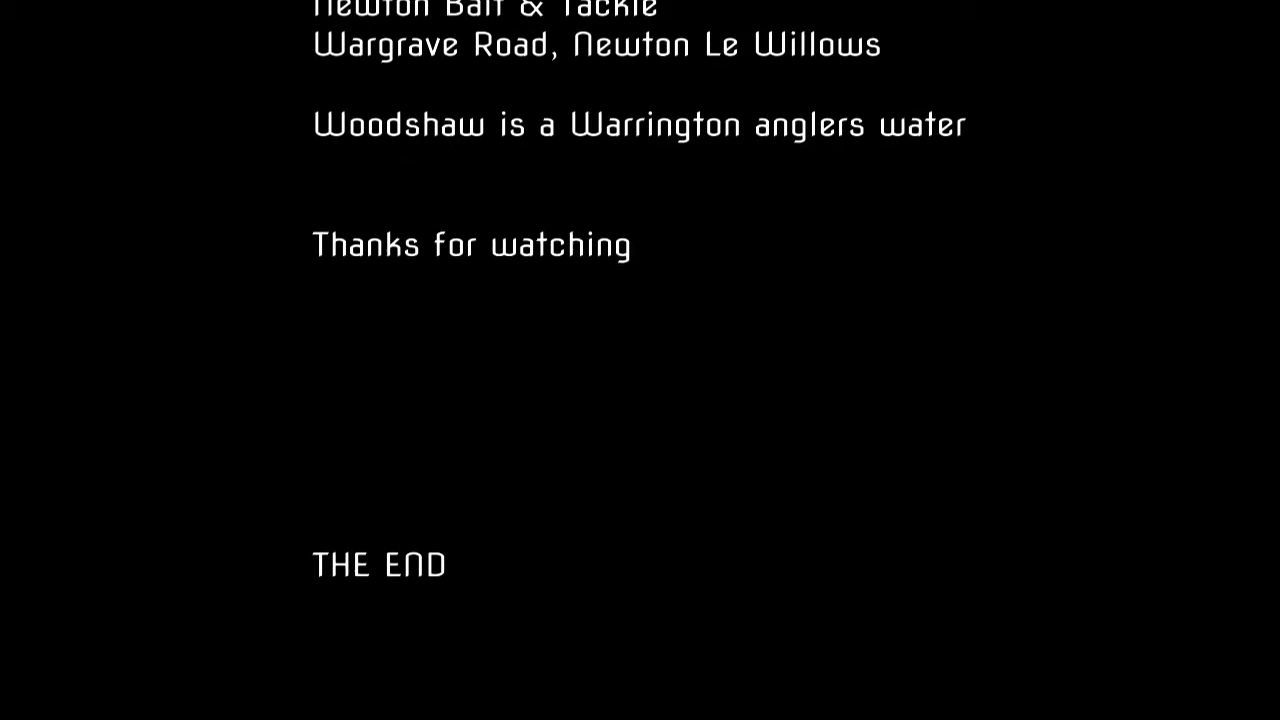 Newton Bait & Tackle
Wargrave Road, Newton Le Willows
Woodshaw is a Warrington anglers water
Thanks for watching
THE END